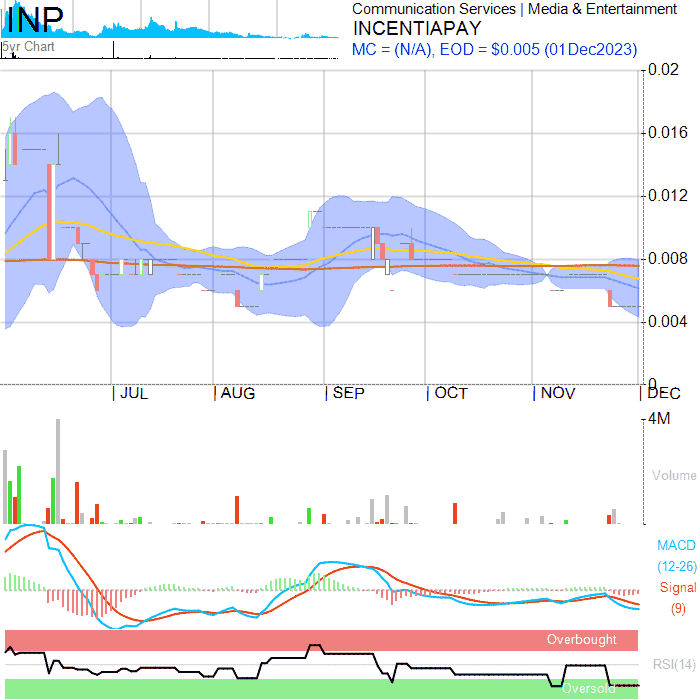 INP
5yr Chart
Communication Services | Media & Entertainment
INCENTIAPAY
MC = (N/A), EOD = $0.005 (01Dec2023)
0.02
0.016
0.012
0.008
0.004
0
JUL
AUG
SEP
OCT
NOV
DEC
4M
Volume
MACD
(12-26)
Signal
(9)
Overbought
RSI(14)
Oversold